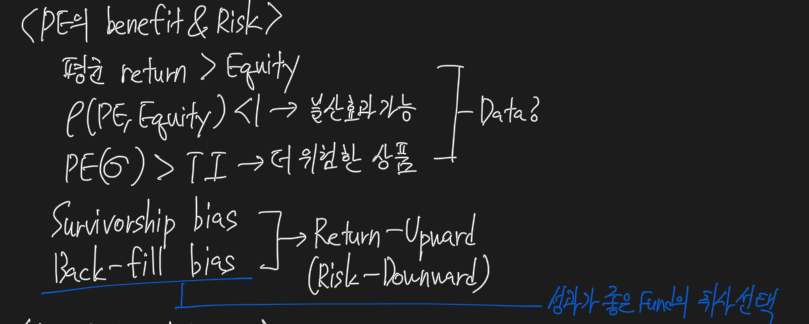 <PE의 benefit & Risk>
평균 return > Equity
ρ(PE, Equity) <1 → 분산효과가능
PE(σ) > TI → 더 위험한 상품
Data?
Survivorship bias
Back-fill bias
→ Return-Upward
(Risk-Downward)
성과가 좋은 Fund의 취사선택